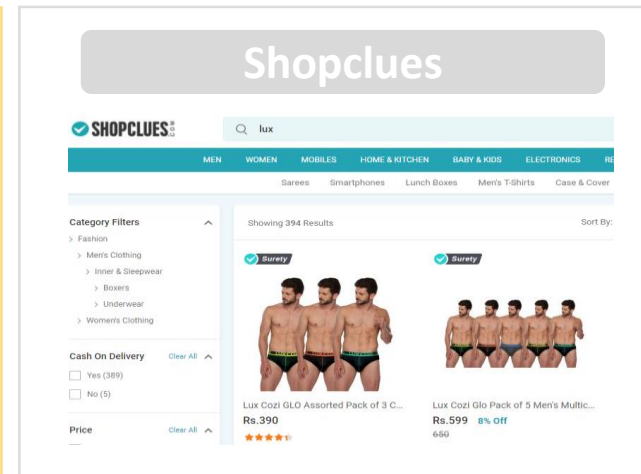 Shopclues
SHOPCLUES.COM
lux
MEN WOMEN MOBILES HOME & KITCHEN BABY & KIDS ELECTRONICS RE
Sarees Smartphones Lunch Boxes Men's T-Shirts Case & Cover
Category Filters
Fashion
Men's Clothing
Inner & Sleepwear
Boxers
Underwear
Women's Clothing
Cash On Delivery Clear All
Yes (389)
No (5)
Price Clear All
Showing 394 Results Sort By:
Surety
Lux Cozi GLO Assorted Pack of 3 C...
Rs.390
Surety
Lux Cozi Glo Pack of 5 Men's Multic...
Rs.599 8% Off
650